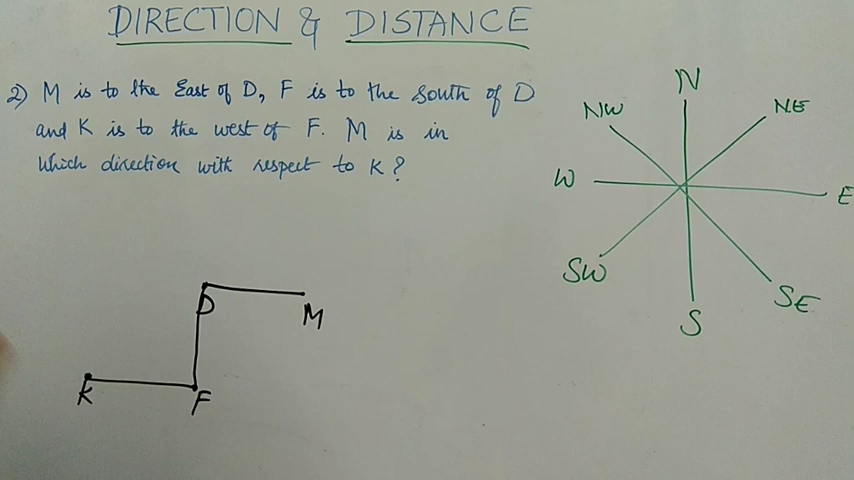 DIRECTION & DISTANCE
2) M is to the East of D, F is to the South of D
and K is to the west of F. M is in
which direction with respect to K?
N
NW
NE
W
E
SW
SE
S
D
M
K
F